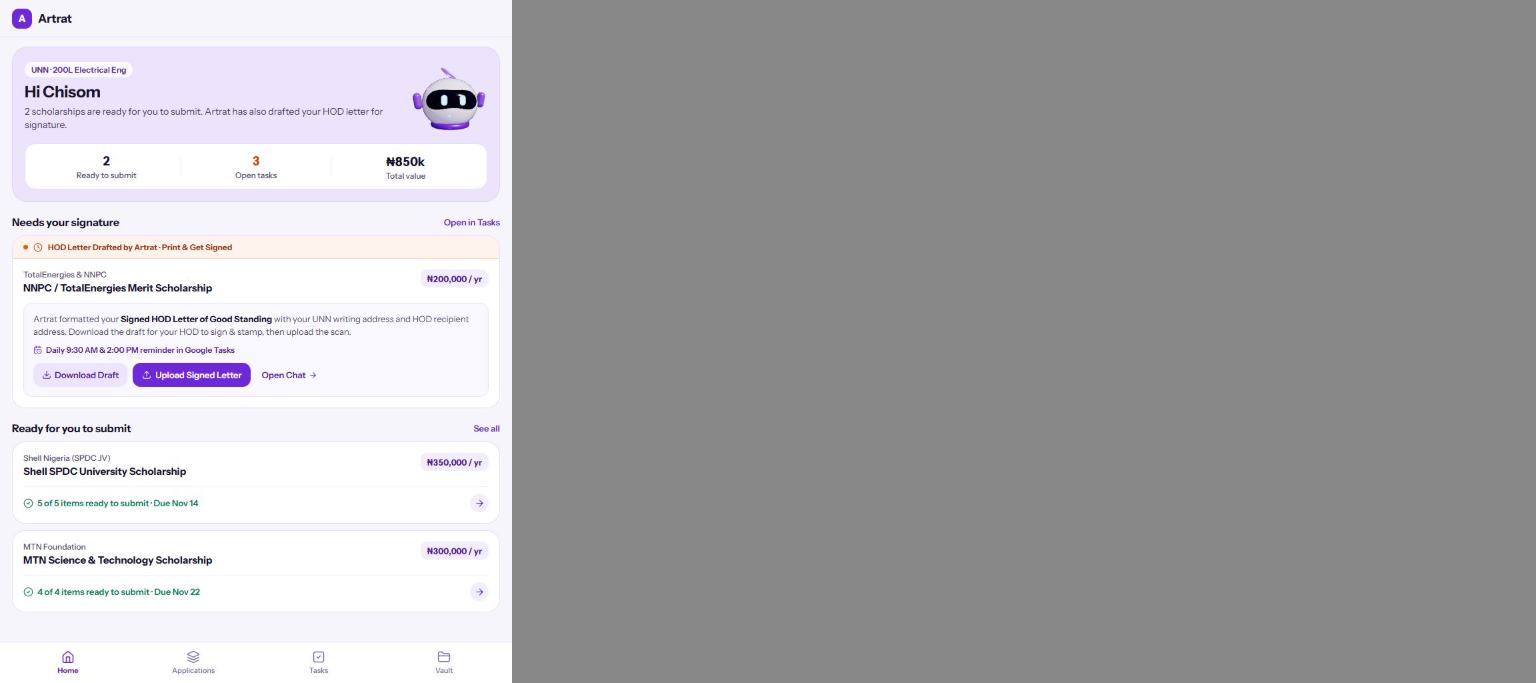 A Artrat
UNN · 200L Electrical Eng
Hi Chisom
2 scholarships are ready for you to submit. Artrat has also drafted your HOD letter for
signature.
2
Ready to submit
3
Open tasks
₦850k
Total value
Needs your signature
Open in Tasks
HOD Letter Drafted by Artrat · Print & Get Signed
TotalEnergies & NNPC
NNPC / TotalEnergies Merit Scholarship
₦200,000 / yr
Artrat formatted your Signed HOD Letter of Good Standing with your UNN writing address and HOD recipient
address. Download the draft for your HOD to sign & stamp, then upload the scan.
Daily 9:30 AM & 2:00 PM reminder in Google Tasks
Download Draft
Upload Signed Letter
Open Chat →
Ready for you to submit
See all
Shell Nigeria (SPDC JV)
Shell SPDC University Scholarship
₦350,000 / yr
5 of 5 items ready to submit · Due Nov 14
MTN Foundation
MTN Science & Technology Scholarship
₦300,000 / yr
4 of 4 items ready to submit · Due Nov 22
Home
Applications
Tasks
Vault